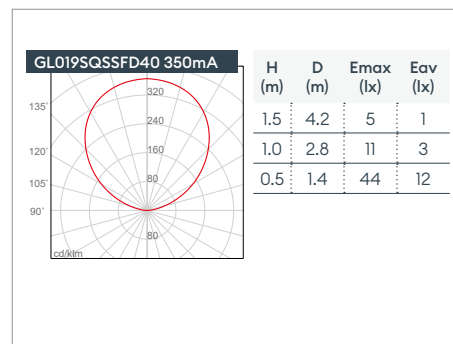 GL019SQSSFD40 350mA
135°
120°
105°
90°
320
240
160
80
80
cd/klm
H D Emax Eav
(m) (m) (lx) (lx)
1.5 4.2 5 1
1.0 2.8 11 3
0.5 1.4 44 12